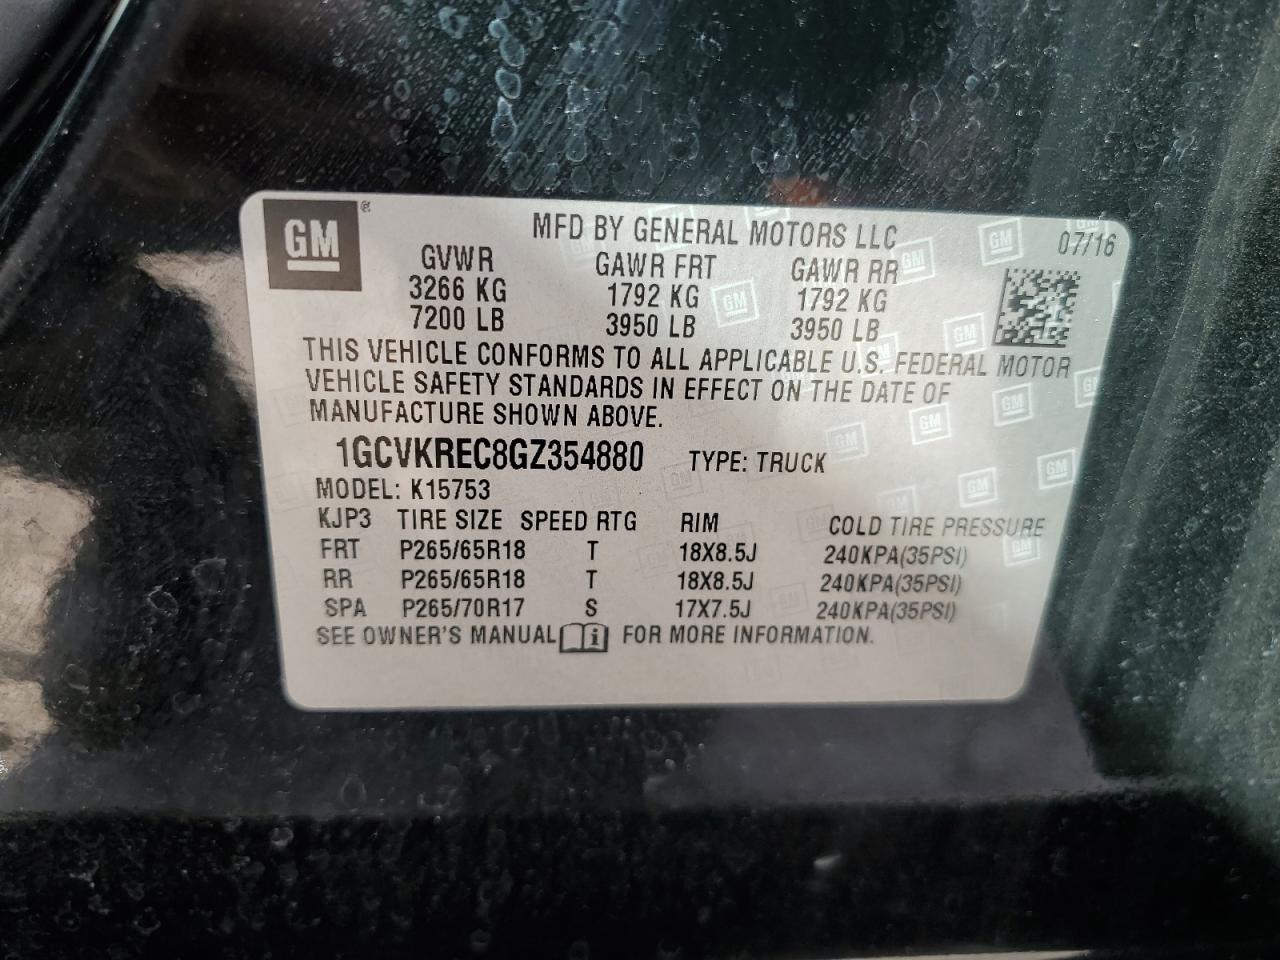 GM ®
MFD BY GENERAL MOTORS LLC 07/16
GVWR GAWR FRT GAWR RR
3266 KG 1792 KG 1792 KG
7200 LB 3950 LB 3950 LB
THIS VEHICLE CONFORMS TO ALL APPLICABLE U.S. FEDERAL MOTOR
VEHICLE SAFETY STANDARDS IN EFFECT ON THE DATE OF
MANUFACTURE SHOWN ABOVE.
1GCVKREC8GZ354880 TYPE: TRUCK
MODEL: K15753
KJP3 TIRE SIZE SPEED RTG RIM COLD TIRE PRESSURE
FRT P265/65R18 T 18X8.5J 240KPA(35PSI)
RR P265/65R18 T 18X8.5J 240KPA(35PSI)
SPA P265/70R17 S 17X7.5J 240KPA(35PSI)
SEE OWNER'S MANUAL i FOR MORE INFORMATION.